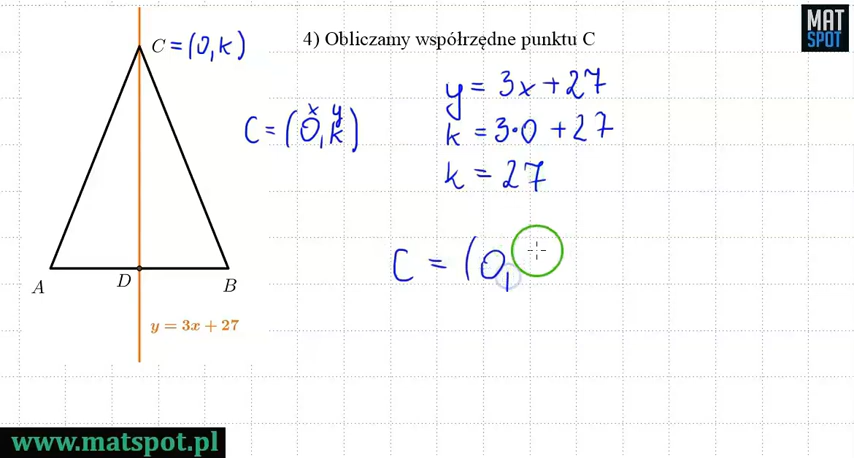 MAT
SPOT
4) Obliczamy współrzędne punktu C
C = (0, k)
y = 3x + 27
x y
C = (0, k)
k = 3·0 + 27
k = 27
C = (0,
A
D
B
y = 3x + 27
www.matspot.pl